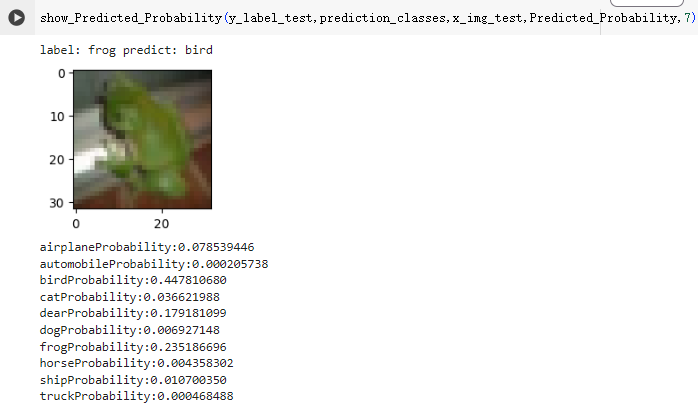 show_Predicted_Probability(y_label_test,prediction_classes,x_img_test,Predicted_Probability,7)
label: frog predict: bird
0
10
20
30
0 20
airplaneProbability:0.078539446
automobileProbability:0.000205738
birdProbability:0.447810680
catProbability:0.036621988
dearProbability:0.179181099
dogProbability:0.006927148
frogProbability:0.235186696
horseProbability:0.004358302
shipProbability:0.010700350
truckProbability:0.000468488